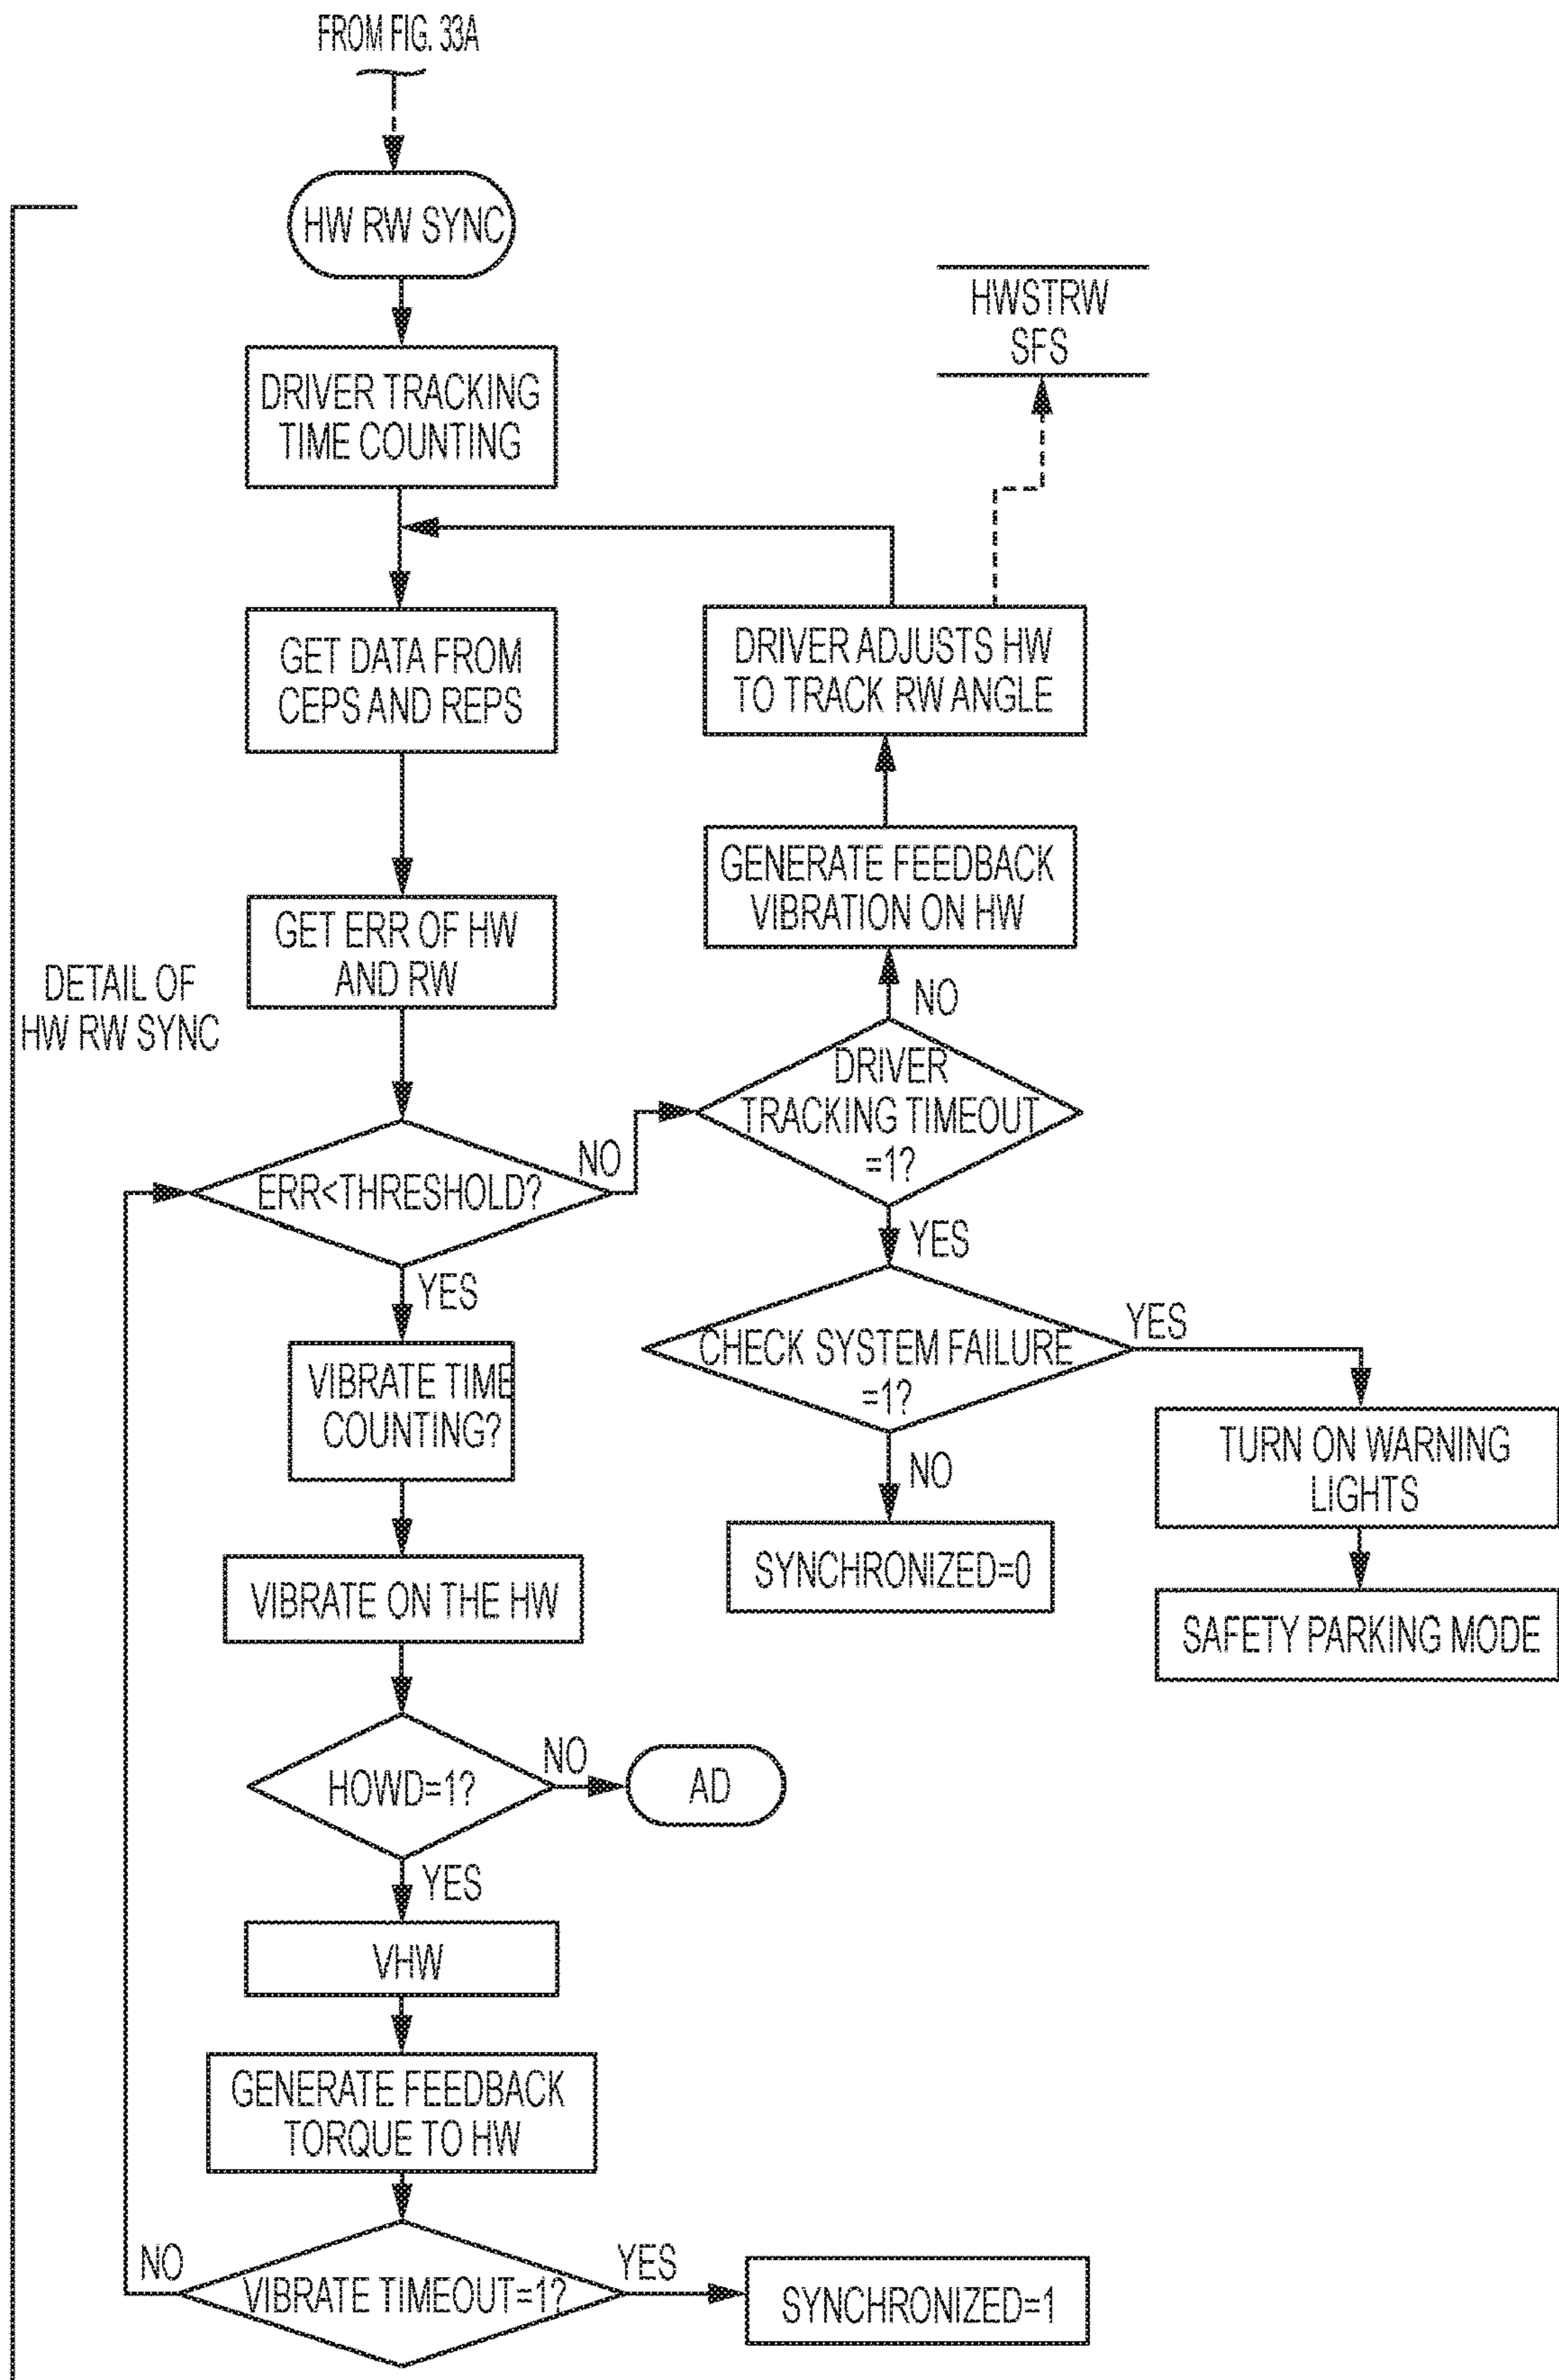 FROM FIG. 33A
HW RW SYNC
HWSTRW
SFS
DRIVER TRACKING
TIME COUNTING
GET DATA FROM
CEPS AND REPS
DRIVER ADJUSTS HW
TO TRACK RW ANGLE
GENERATE FEEDBACK
VIBRATION ON HW
GET ERR OF HW
AND RW
DETAIL OF
HW RW SYNC
NO
DRIVER
TRACKING TIMEOUT
=1?
NO
ERR<THRESHOLD?
YES
YES
CHECK SYSTEM FAILURE
=1?
YES
VIBRATE TIME
COUNTING?
NO
TURN ON WARNING
LIGHTS
SYNCHRONIZED=0
VIBRATE ON THE HW
SAFETY PARKING MODE
HOWD=1?
NO
AD
YES
VHW
GENERATE FEEDBACK
TORQUE TO HW
NO
VIBRATE TIMEOUT=1?
YES
SYNCHRONIZED=1